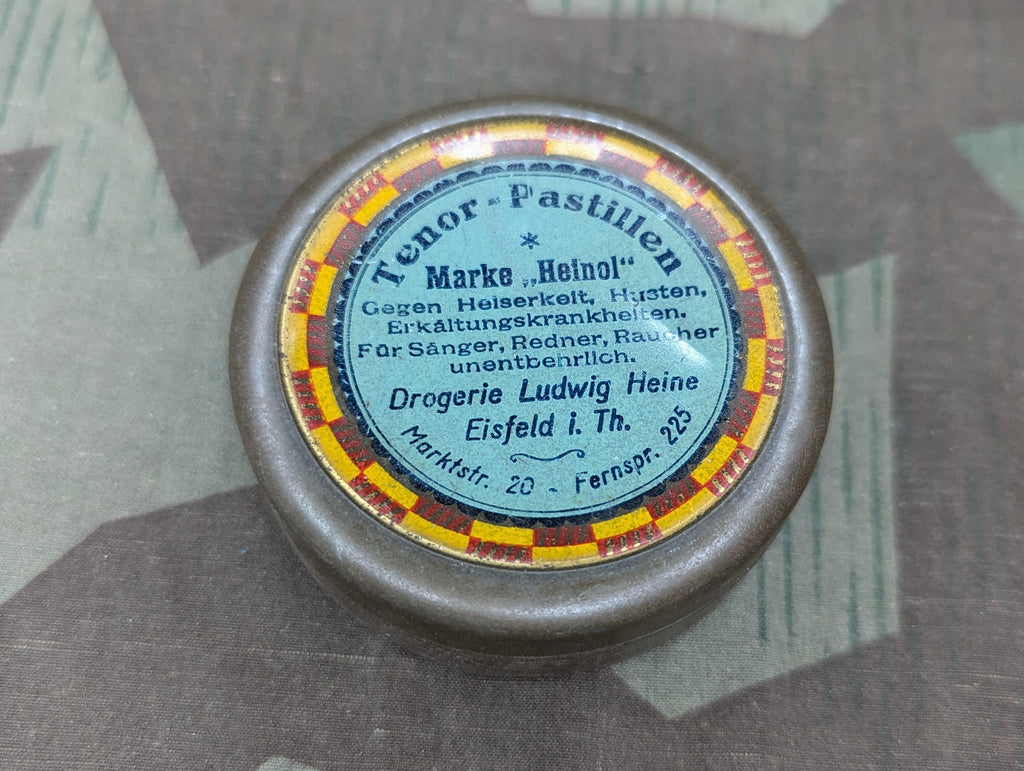 Tenor-Pastillen
*
Marke „Heinol“
Gegen Heiserkeit, Husten,
Erkältungskrankheiten.
Für Sänger, Redner, Raucher
unentbehrlich.
Drogerie Ludwig Heine
Eisfeld i. Th.
Marktstr. 20 - Fernspr. 225